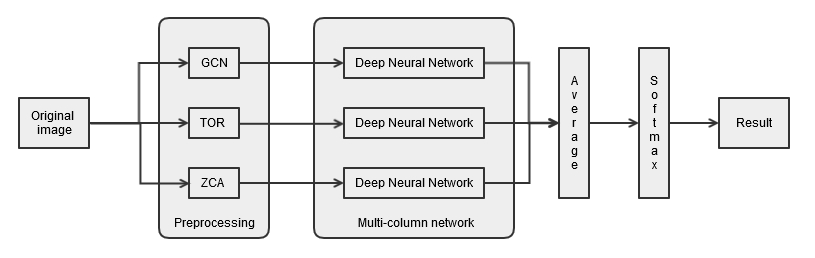 Original
image
GCN
TOR
ZCA
Preprocessing
Deep Neural Network
Deep Neural Network
Deep Neural Network
Multi-column network
Average
Softmax
Result